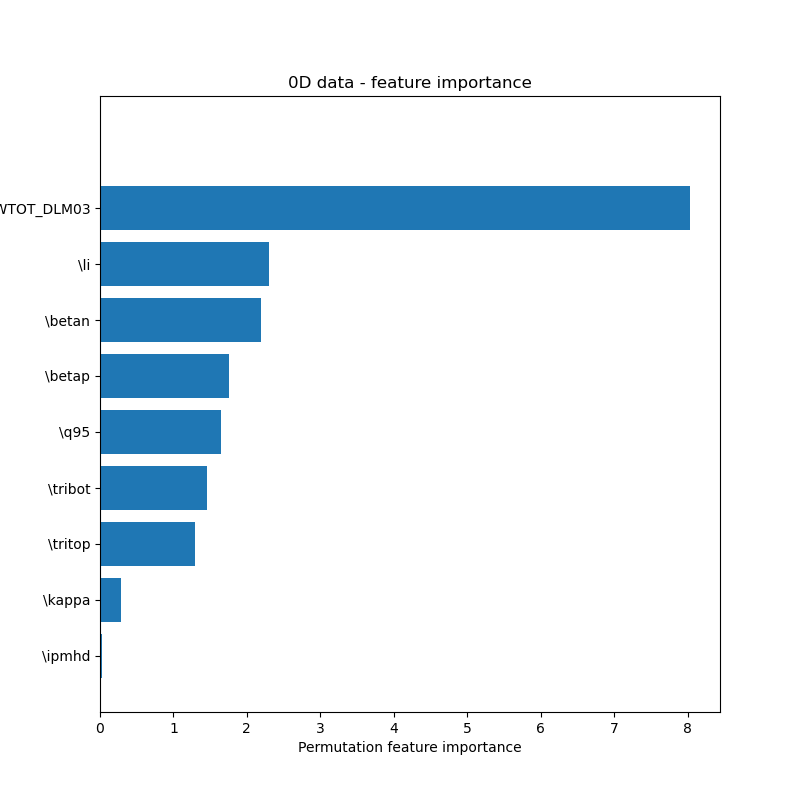 0D data - feature importance
WTOT_DLM03
\li
\betan
\betap
\q95
\tribot
\tritop
\kappa
\ipmhd
0 1 2 3 4 5 6 7 8
Permutation feature importance